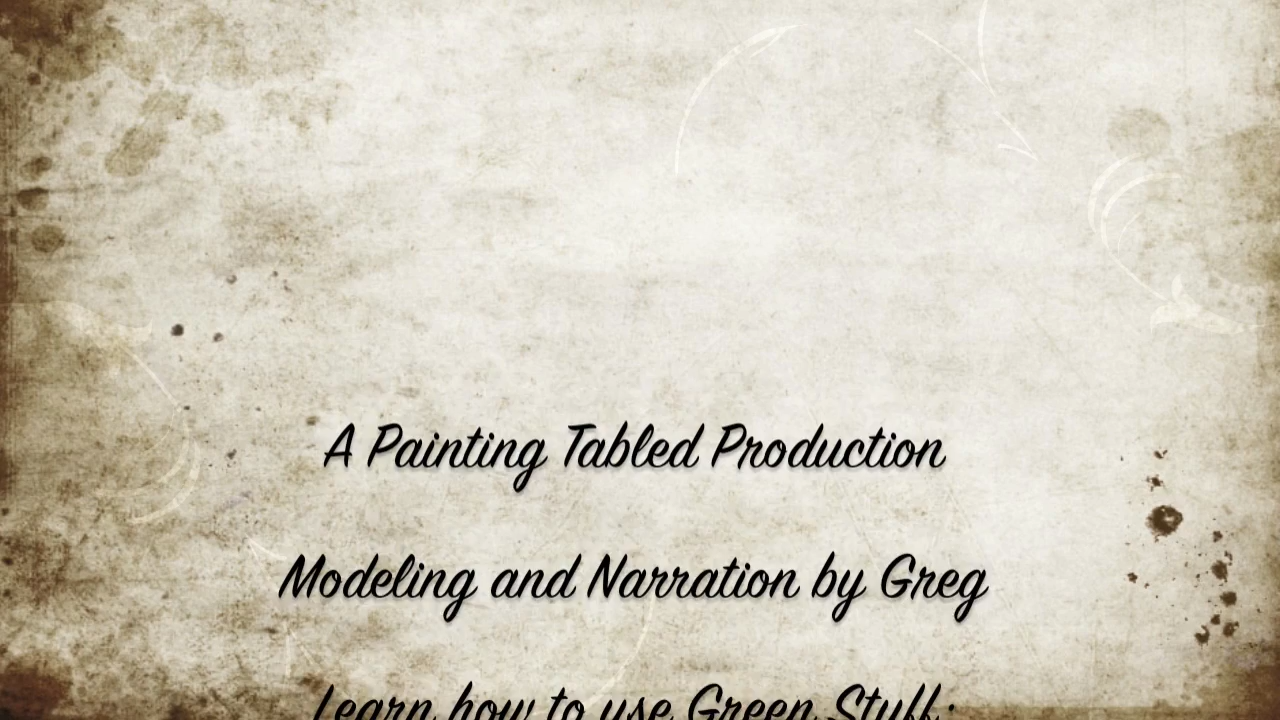 A Painting Tabled Production
Modeling and Narration by Greg
Learn how to use Green Stuff: